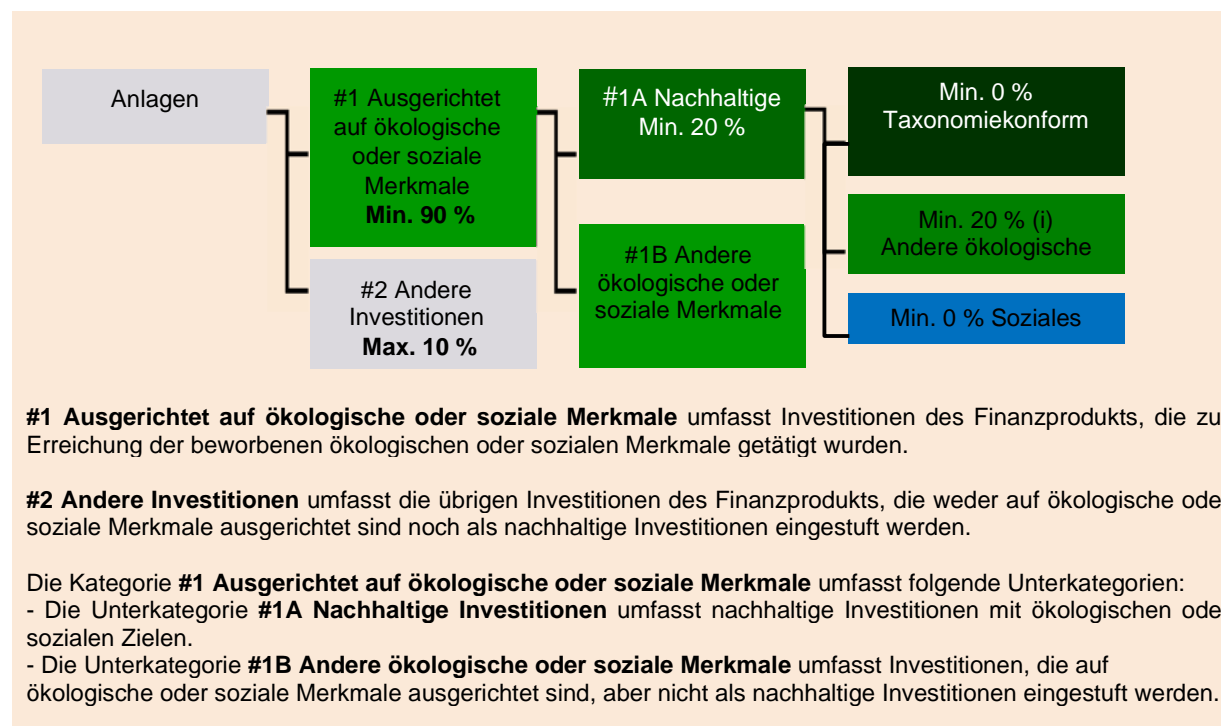 Anlagen
#1 Ausgerichtet
auf ökologische
oder soziale
Merkmale
Min. 90 %
#2 Andere
Investitionen
Max. 10 %
#1A Nachhaltige
Min. 20 %
#1B Andere
ökologische oder
soziale Merkmale
Min. 0 %
Taxonomiekonform
Min. 20 % (i)
Andere ökologische
Min. 0 % Soziales
#1 Ausgerichtet auf ökologische oder soziale Merkmale umfasst Investitionen des Finanzprodukts, die zu
Erreichung der beworbenen ökologischen oder sozialen Merkmale getätigt wurden.
#2 Andere Investitionen umfasst die übrigen Investitionen des Finanzprodukts, die weder auf ökologische ode
soziale Merkmale ausgerichtet sind noch als nachhaltige Investitionen eingestuft werden.
Die Kategorie #1 Ausgerichtet auf ökologische oder soziale Merkmale umfasst folgende Unterkategorien:
- Die Unterkategorie #1A Nachhaltige Investitionen umfasst nachhaltige Investitionen mit ökologischen ode
sozialen Zielen.
- Die Unterkategorie #1B Andere ökologische oder soziale Merkmale umfasst Investitionen, die auf
ökologische oder soziale Merkmale ausgerichtet sind, aber nicht als nachhaltige Investitionen eingestuft werden.